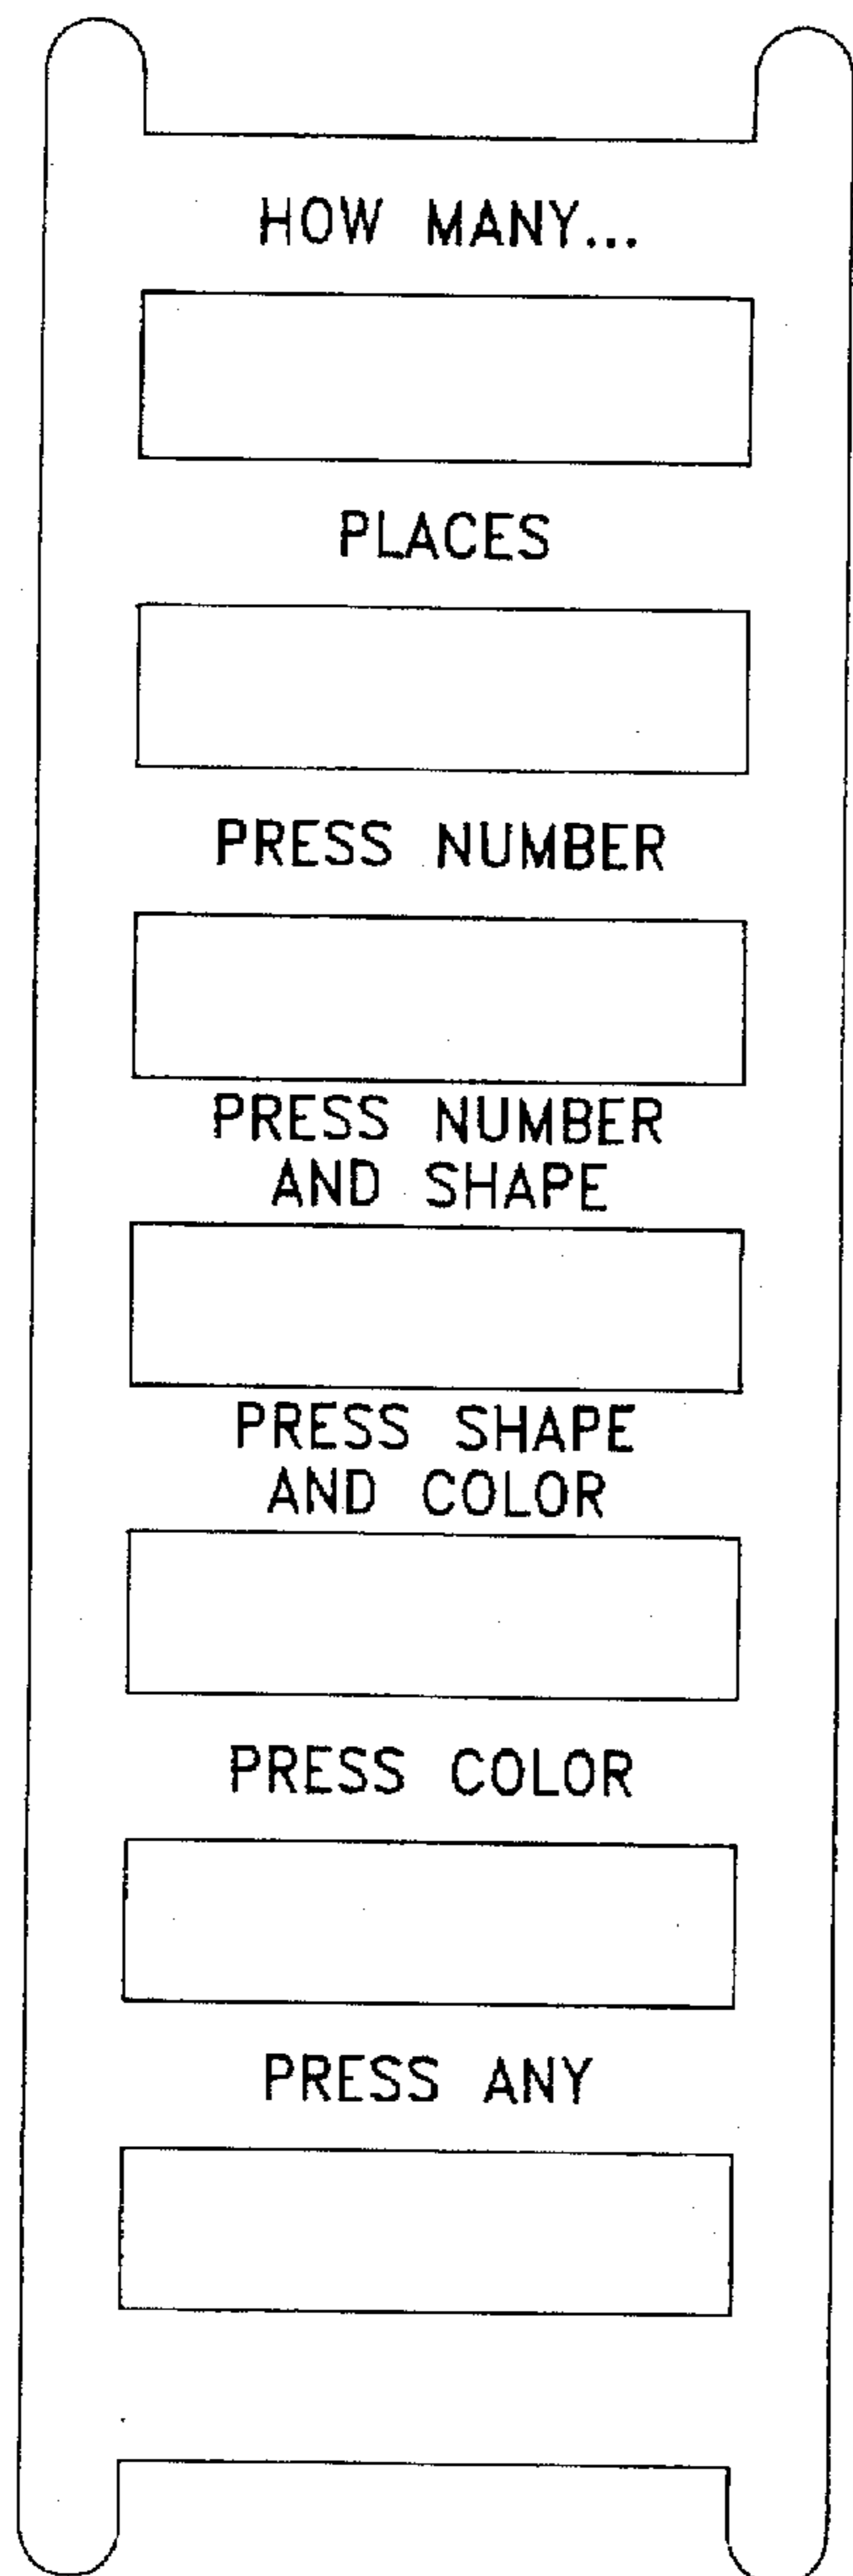 HOW MANY...
PLACES
PRESS NUMBER
PRESS NUMBER
AND SHAPE
PRESS SHAPE
AND COLOR
PRESS COLOR
PRESS ANY